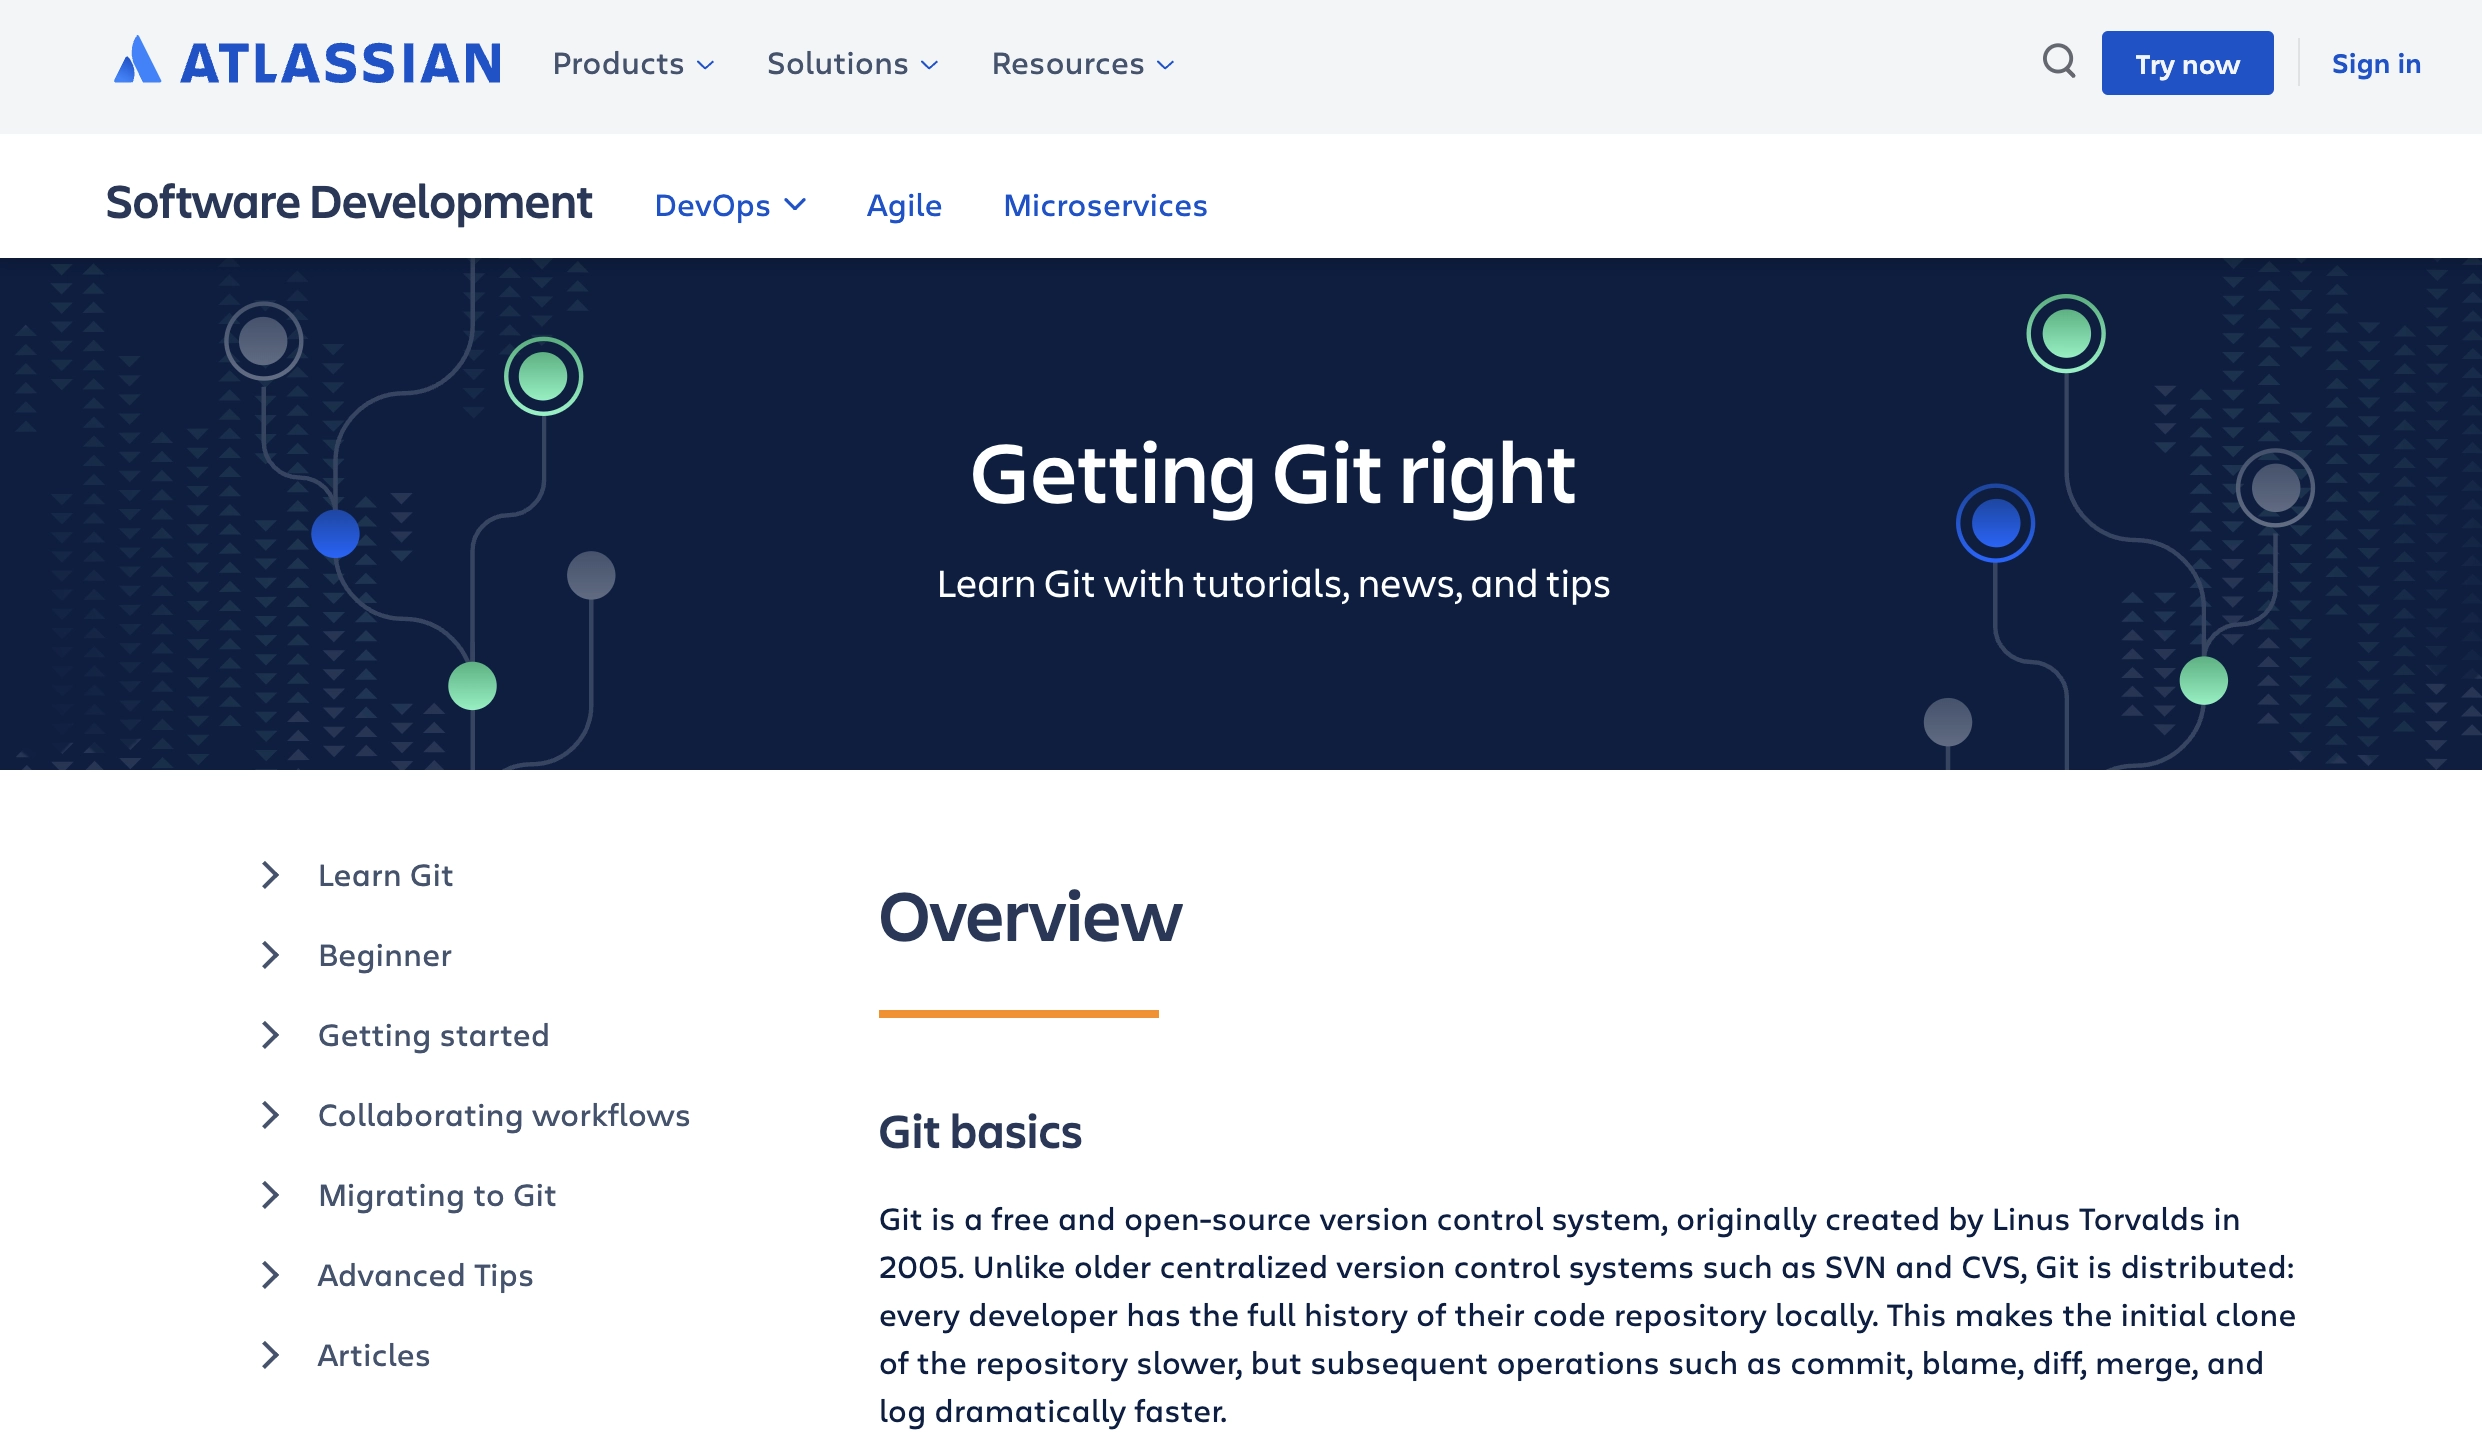 ATLASSIAN Products Solutions Resources Try now Sign in
Software Development DevOps Agile Microservices
Getting Git right
Learn Git with tutorials, news, and tips
Learn Git
Beginner
Getting started
Collaborating workflows
Migrating to Git
Advanced Tips
Articles
Overview
Git basics
Git is a free and open-source version control system, originally created by Linus Torvalds in
2005. Unlike older centralized version control systems such as SVN and CVS, Git is distributed:
every developer has the full history of their code repository locally. This makes the initial clone
of the repository slower, but subsequent operations such as commit, blame, diff, merge, and
log dramatically faster.